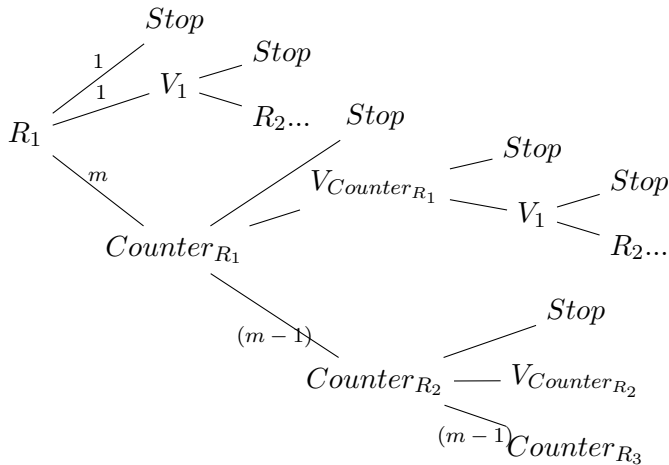 Stop
1
1
V_1
Stop
R_2...
R_1
m
Stop
V_{Counter_{R_1}}
Stop
V_1
Stop
R_2...
Counter_{R_1}
(m − 1)
Stop
Counter_{R_2}
V_{Counter_{R_2}}
(m − 1)
Counter_{R_3}